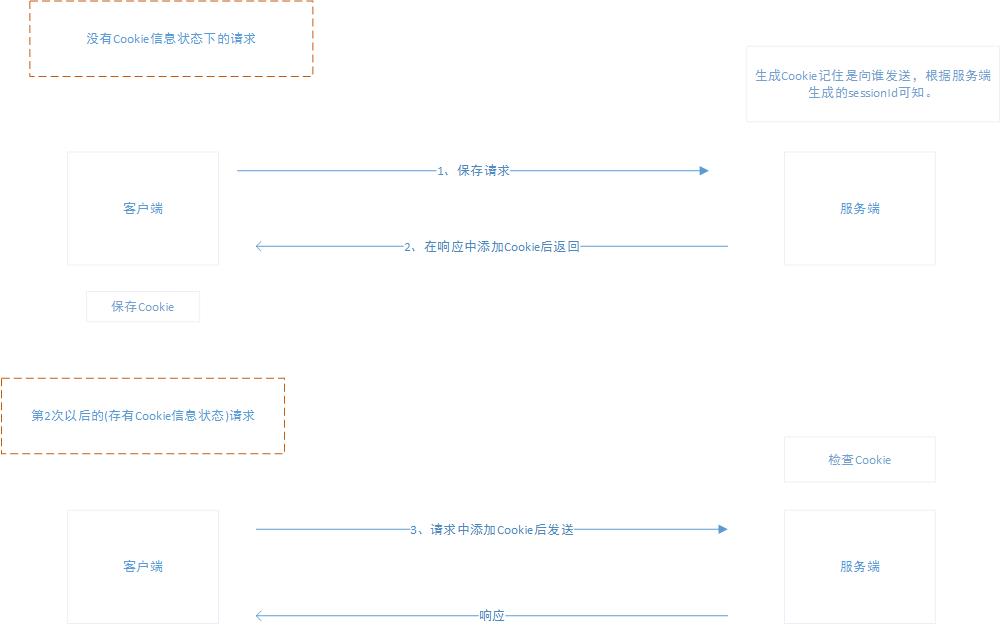 没有Cookie信息状态下的请求
生成Cookie记住是向谁发送，根据服务端
生成的sessionId可知。
1、保存请求
客户端
服务端
2、在响应中添加Cookie后返回
保存Cookie
第2次以后的(存有Cookie信息状态)请求
检查Cookie
3、请求中添加Cookie后发送
客户端
服务端
响应